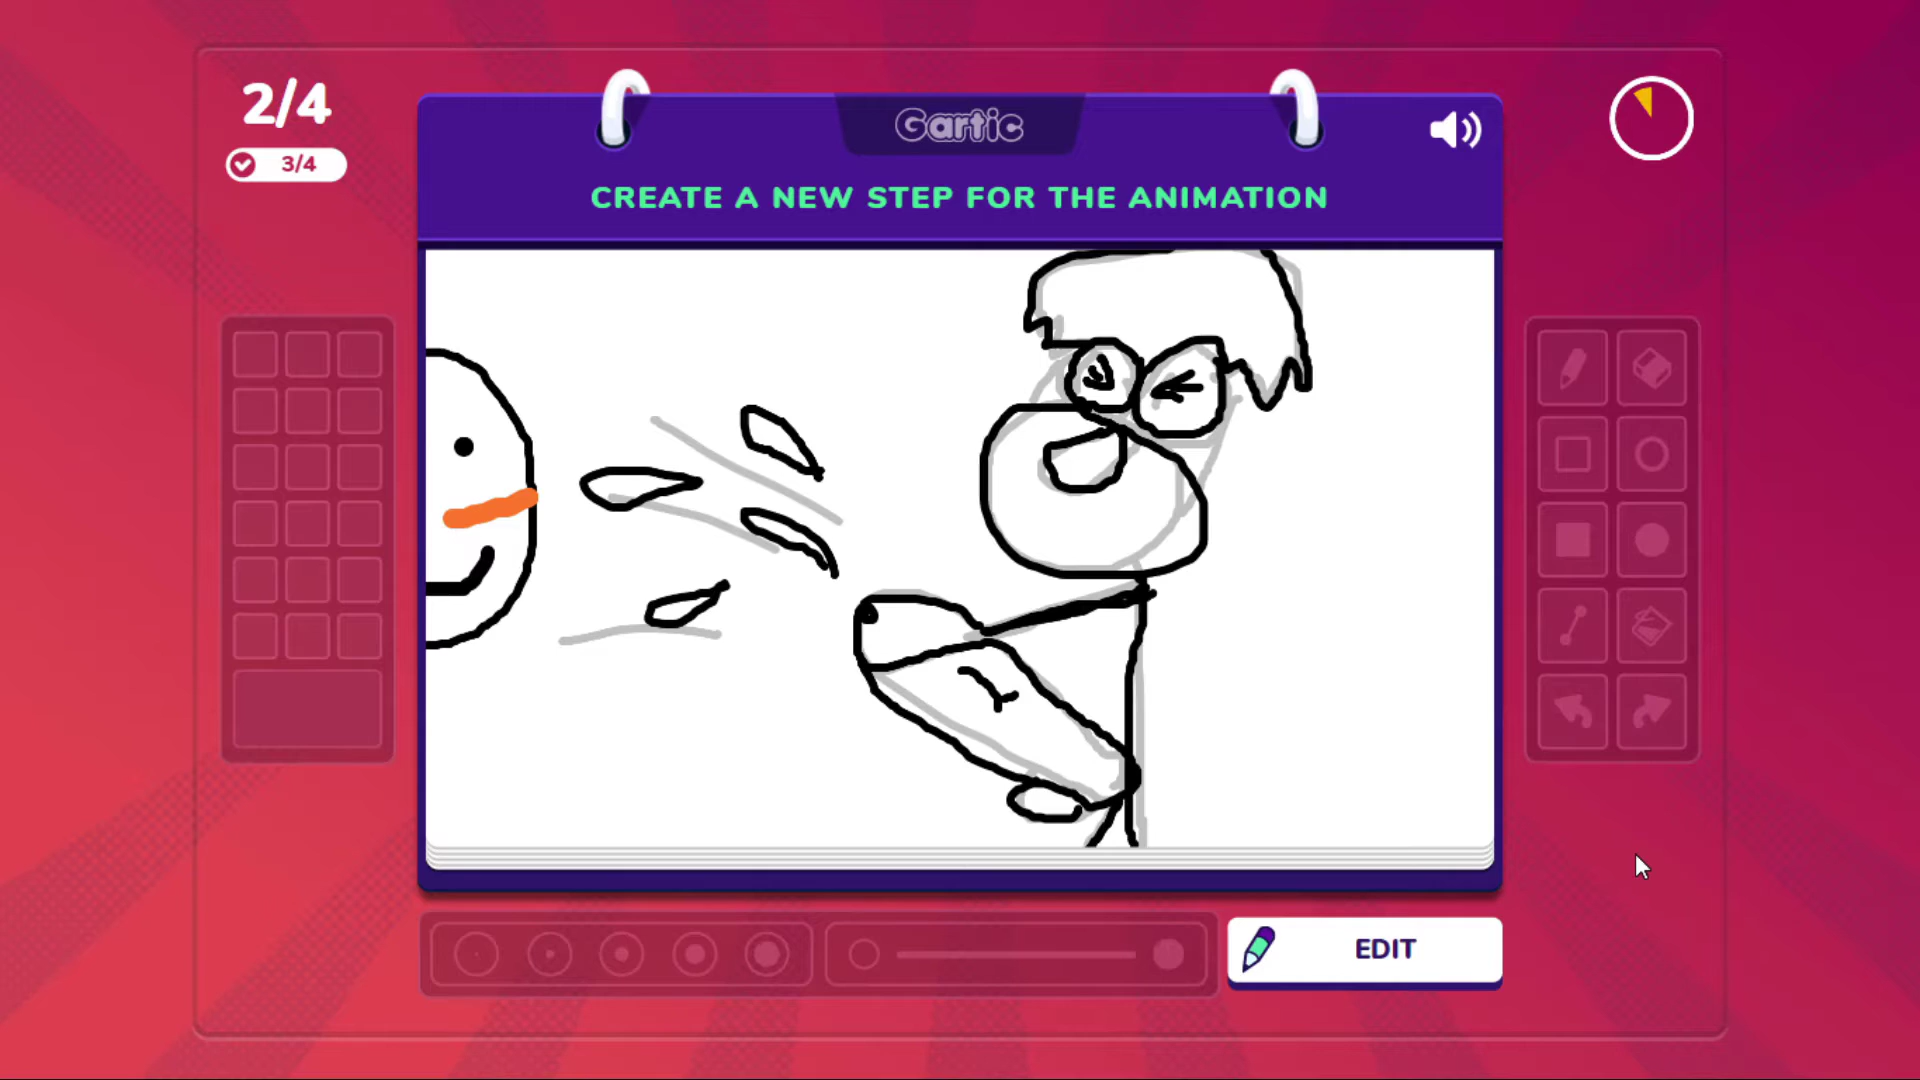 2/4
3/4
Gartic
CREATE A NEW STEP FOR THE ANIMATION
EDIT